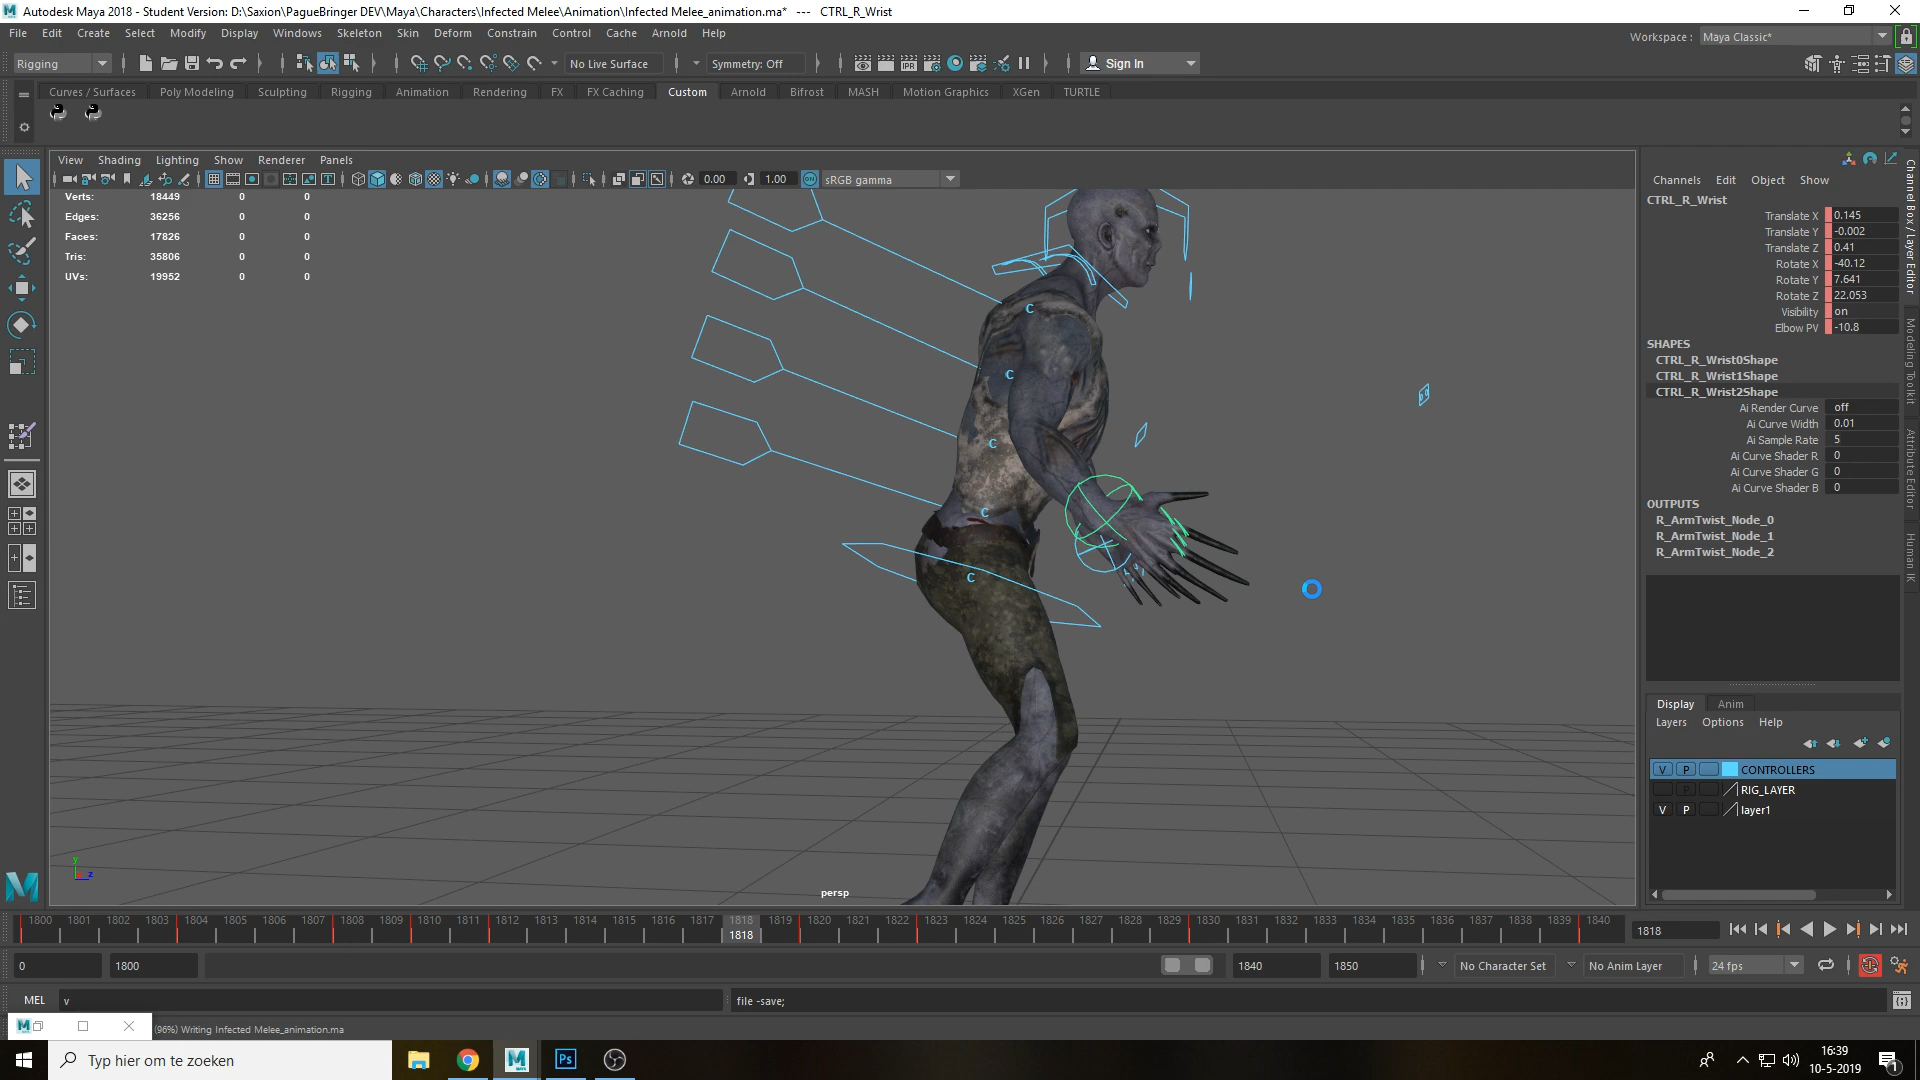 Autodesk Maya 2018 - Student Version: D:\Saxion\PagueBringer DEV\Maya\Characters\Infected Melee\Animation\Infected Melee_animation.ma* --- CTRL_R_Wrist
File Edit Create Select Modify Display Windows Skeleton Skin Deform Constrain Control Cache Arnold Help
Workspace : Maya Classic*
Rigging No Live Surface Symmetry: Off Sign In
Curves / Surfaces Poly Modeling Sculpting Rigging Animation Rendering FX FX Caching Custom Arnold Bifrost MASH Motion Graphics XGen TURTLE
View Shading Lighting Show Renderer Panels
0.00 1.00 sRGB gamma
Verts: 18449 0 0
Edges: 36256 0 0
Faces: 17826 0 0
Tris: 35806 0 0
UVs: 19952 0 0
C
C
C
C
C
y
z
persp
Channels Edit Object Show
CTRL_R_Wrist
Translate X 0.145
Translate Y -0.002
Translate Z 0.41
Rotate X -40.12
Rotate Y 7.641
Rotate Z 22.053
Visibility on
Elbow PV -10.8
SHAPES
CTRL_R_Wrist0Shape
CTRL_R_Wrist1Shape
CTRL_R_Wrist2Shape
Ai Render Curve off
Ai Curve Width 0.01
Ai Sample Rate 5
Ai Curve Shader R 0
Ai Curve Shader G 0
Ai Curve Shader B 0
OUTPUTS
R_ArmTwist_Node_0
R_ArmTwist_Node_1
R_ArmTwist_Node_2
Channel Box / Layer Editor
Modeling Toolkit
Attribute Editor
Human IK
Display Anim
Layers Options Help
V P CONTROLLERS
P RIG_LAYER
V P layer1
1800 1801 1802 1803 1804 1805 1806 1807 1808 1809 1810 1811 1812 1813 1814 1815 1816 1817 1818 1819 1820 1821 1822 1823 1824 1825 1826 1827 1828 1829 1830 1831 1832 1833 1834 1835 1836 1837 1838 1839 1840
1818
1818
0 1800 1840 1850 No Character Set No Anim Layer 24 fps
MEL v file -save;
(96%) Writing Infected Melee_animation.ma
Typ hier om te zoeken
Ps
16:39
10-5-2019
1